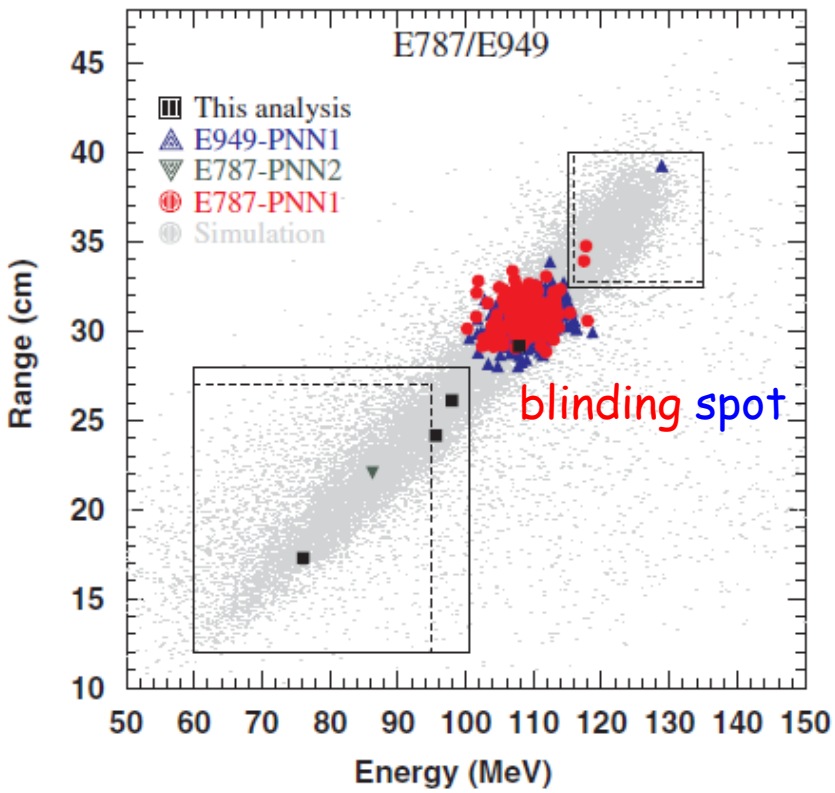 E787/E949
This analysis
E949-PNN1
E787-PNN2
E787-PNN1
Simulation
blinding spot
Range (cm)
45
40
35
30
25
20
15
10
50 60 70 80 90 100 110 120 130 140 150
Energy (MeV)